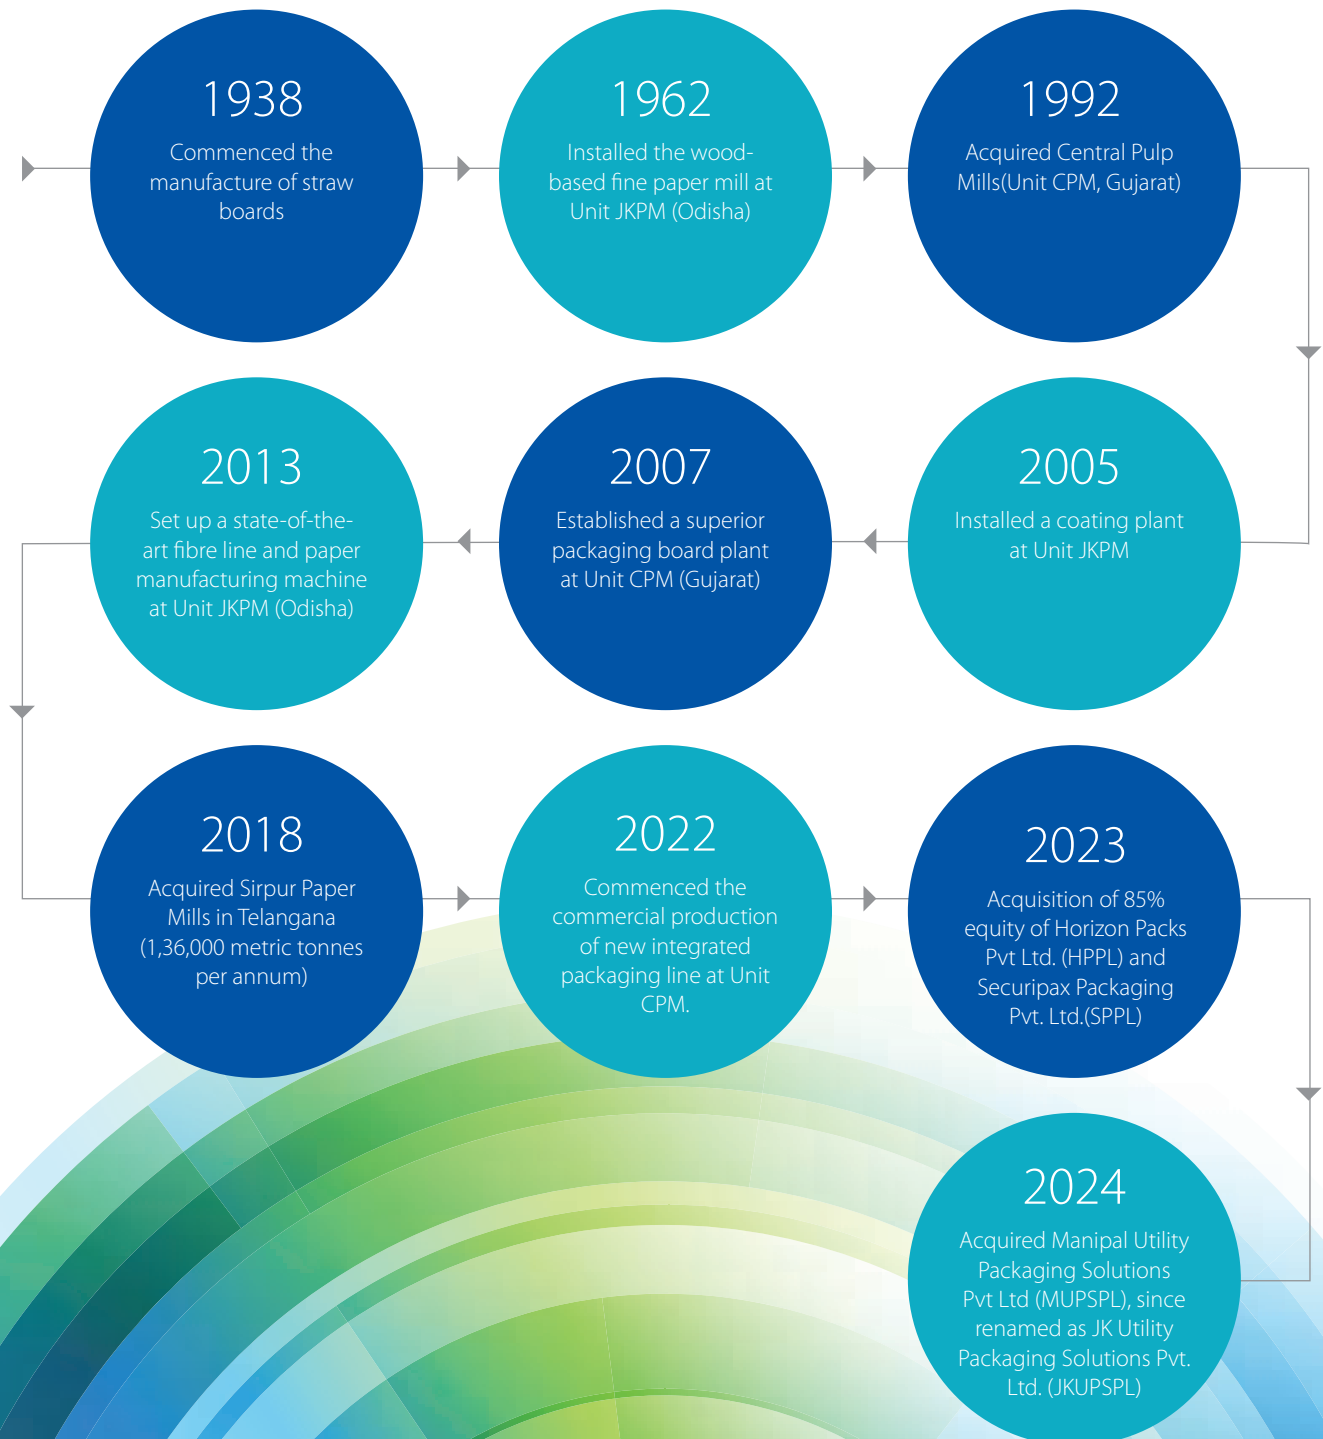 1938
Commenced the
manufacture of straw
boards
1962
Installed the wood-
based fine paper mill at
Unit JKPM (Odisha)
1992
Acquired Central Pulp
Mills(Unit CPM, Gujarat)
2005
Installed a coating plant
at Unit JKPM
2007
Established a superior
packaging board plant
at Unit CPM (Gujarat)
2013
Set up a state-of-the-
art fibre line and paper
manufacturing machine
at Unit JKPM (Odisha)
2018
Acquired Sirpur Paper
Mills in Telangana
(1,36,000 metric tonnes
per annum)
2022
Commenced the
commercial production
of new integrated
packaging line at Unit
CPM.
2023
Acquisition of 85%
equity of Horizon Packs
Pvt Ltd. (HPPL) and
Securipax Packaging
Pvt. Ltd.(SPPL)
2024
Acquired Manipal Utility
Packaging Solutions
Pvt Ltd (MUPSPL), since
renamed as JK Utility
Packaging Solutions Pvt.
Ltd. (JKUPSPL)